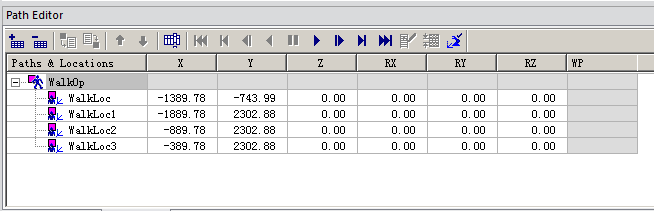 Path Editor
Paths & Locations X Y Z RX RY RZ WP
WalkOp
WalkLoc -1389.78 -743.99 0.00 0.00 0.00 0.00
WalkLoc1 -1889.78 2302.88 0.00 0.00 0.00 0.00
WalkLoc2 -889.78 2302.88 0.00 0.00 0.00 0.00
WalkLoc3 -389.78 2302.88 0.00 0.00 0.00 0.00